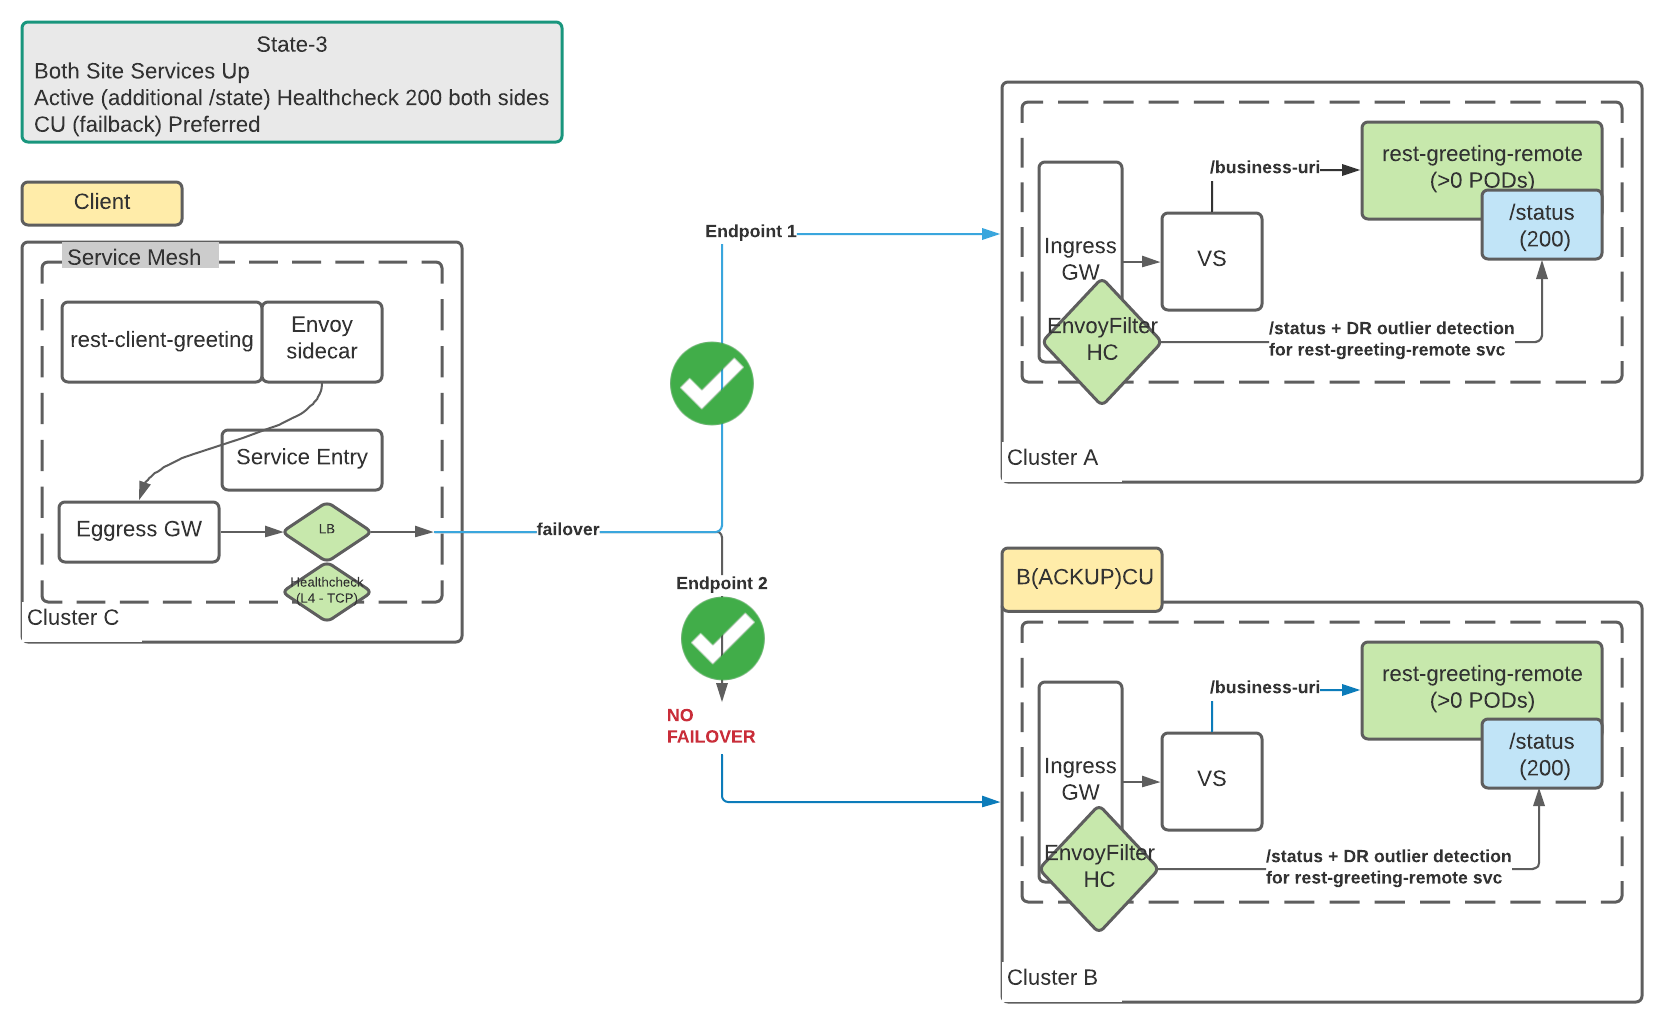 State-3
Both Site Services Up
Active (additional /state) Healthcheck 200 both sides
CU (failback) Preferred
Client
Service Mesh
rest-client-greeting
Envoy
sidecar
Service Entry
Eggress GW
LB
Healthcheck
(L4 - TCP)
Cluster C
failover
Endpoint 1
Endpoint 2
NO
FAILOVER
/business-uri
rest-greeting-remote
(>0 PODs)
/status
(200)
Ingress
GW
VS
EnvoyFilter
HC
/status + DR outlier detection
for rest-greeting-remote svc
Cluster A
B(ACKUP)CU
/business-uri
rest-greeting-remote
(>0 PODs)
/status
(200)
Ingress
GW
VS
EnvoyFilter
HC
/status + DR outlier detection
for rest-greeting-remote svc
Cluster B